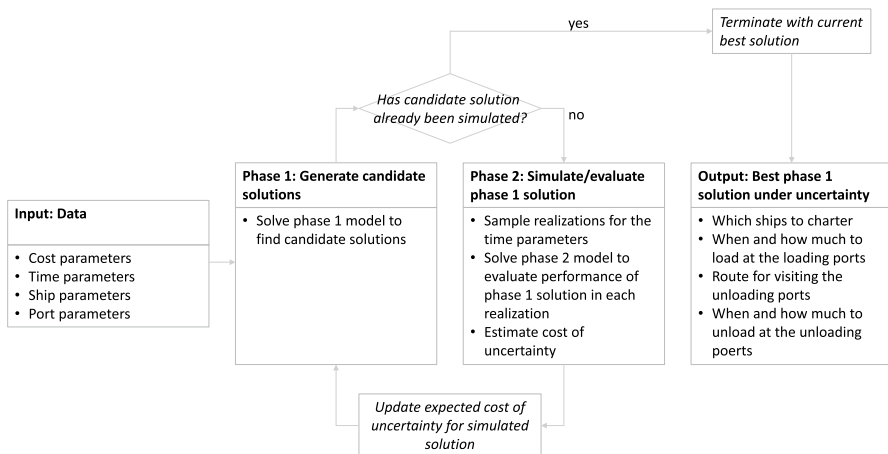 yes
Terminate with current
best solution
Has candidate solution
already been simulated?
no
Input: Data
• Cost parameters
• Time parameters
• Ship parameters
• Port parameters
Phase 1: Generate candidate
solutions
• Solve phase 1 model to
find candidate solutions
Phase 2: Simulate/evaluate
phase 1 solution
• Sample realizations for the
time parameters
• Solve phase 2 model to
evaluate performance of
phase 1 solution in each
realization
• Estimate cost of
uncertainty
Output: Best phase 1
solution under uncertainty
• Which ships to charter
• When and how much to
load at the loading ports
• Route for visiting the
unloading ports
• When and how much to
unload at the unloading
poerts
Update expected cost of
uncertainty for simulated
solution